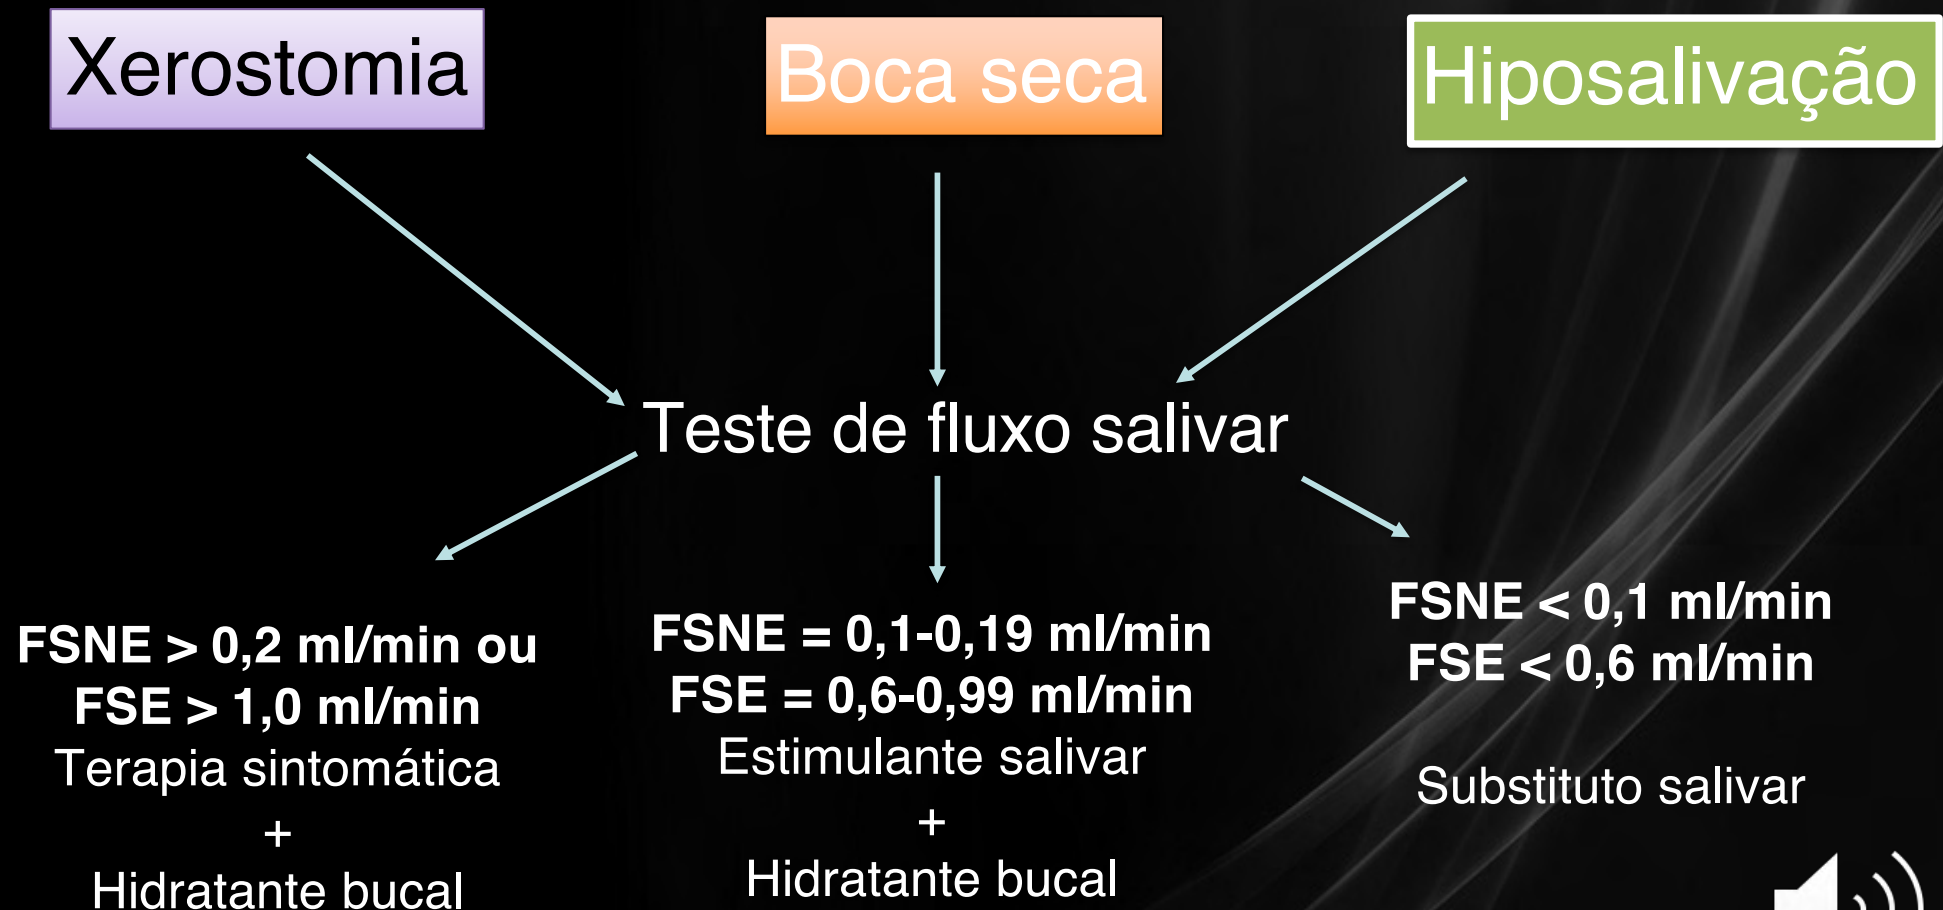 Xerostomia
Boca seca
Hiposalivação
Teste de fluxo salivar
FSNE > 0,2 ml/min ou
FSE > 1,0 ml/min
Terapia sintomática
+
Hidratante bucal
FSNE = 0,1-0,19 ml/min
FSE = 0,6-0,99 ml/min
Estimulante salivar
+
Hidratante bucal
FSNE < 0,1 ml/min
FSE < 0,6 ml/min
Substituto salivar